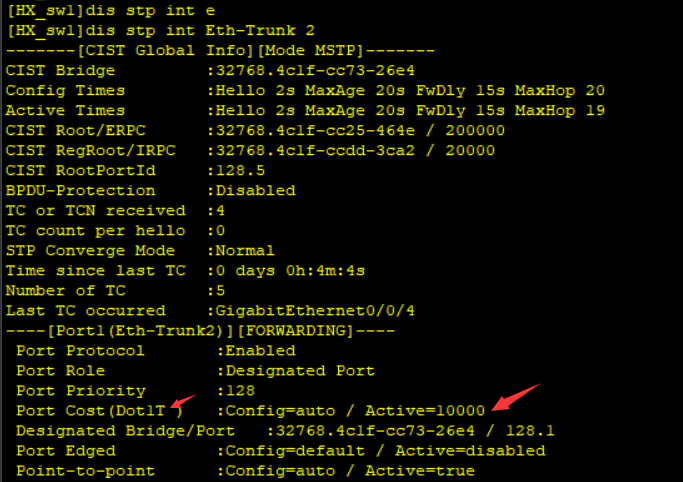 [HX_sw1]dis stp int e
[HX_sw1]dis stp int Eth-Trunk 2
-------[CIST Global Info][Mode MSTP]-------
CIST Bridge         :32768.4c1f-cc73-26e4
Config Times        :Hello 2s MaxAge 20s FwDly 15s MaxHop 20
Active Times        :Hello 2s MaxAge 20s FwDly 15s MaxHop 19
CIST Root/ERPC      :32768.4c1f-cc25-464e / 200000
CIST RegRoot/IRPC   :32768.4c1f-ccdd-3ca2 / 20000
CIST RootPortId     :128.5
BPDU-Protection     :Disabled
TC or TCN received  :4
TC count per hello  :0
STP Converge Mode   :Normal
Time since last TC  :0 days 0h:4m:4s
Number of TC        :5
Last TC occurred    :GigabitEthernet0/0/4
----[Port1(Eth-Trunk2)][FORWARDING]----
 Port Protocol       :Enabled
 Port Role           :Designated Port
 Port Priority       :128
 Port Cost(Dot1T )   :Config=auto / Active=10000
 Designated Bridge/Port   :32768.4c1f-cc73-26e4 / 128.1
 Port Edged          :Config=default / Active=disabled
 Point-to-point      :Config=auto / Active=true